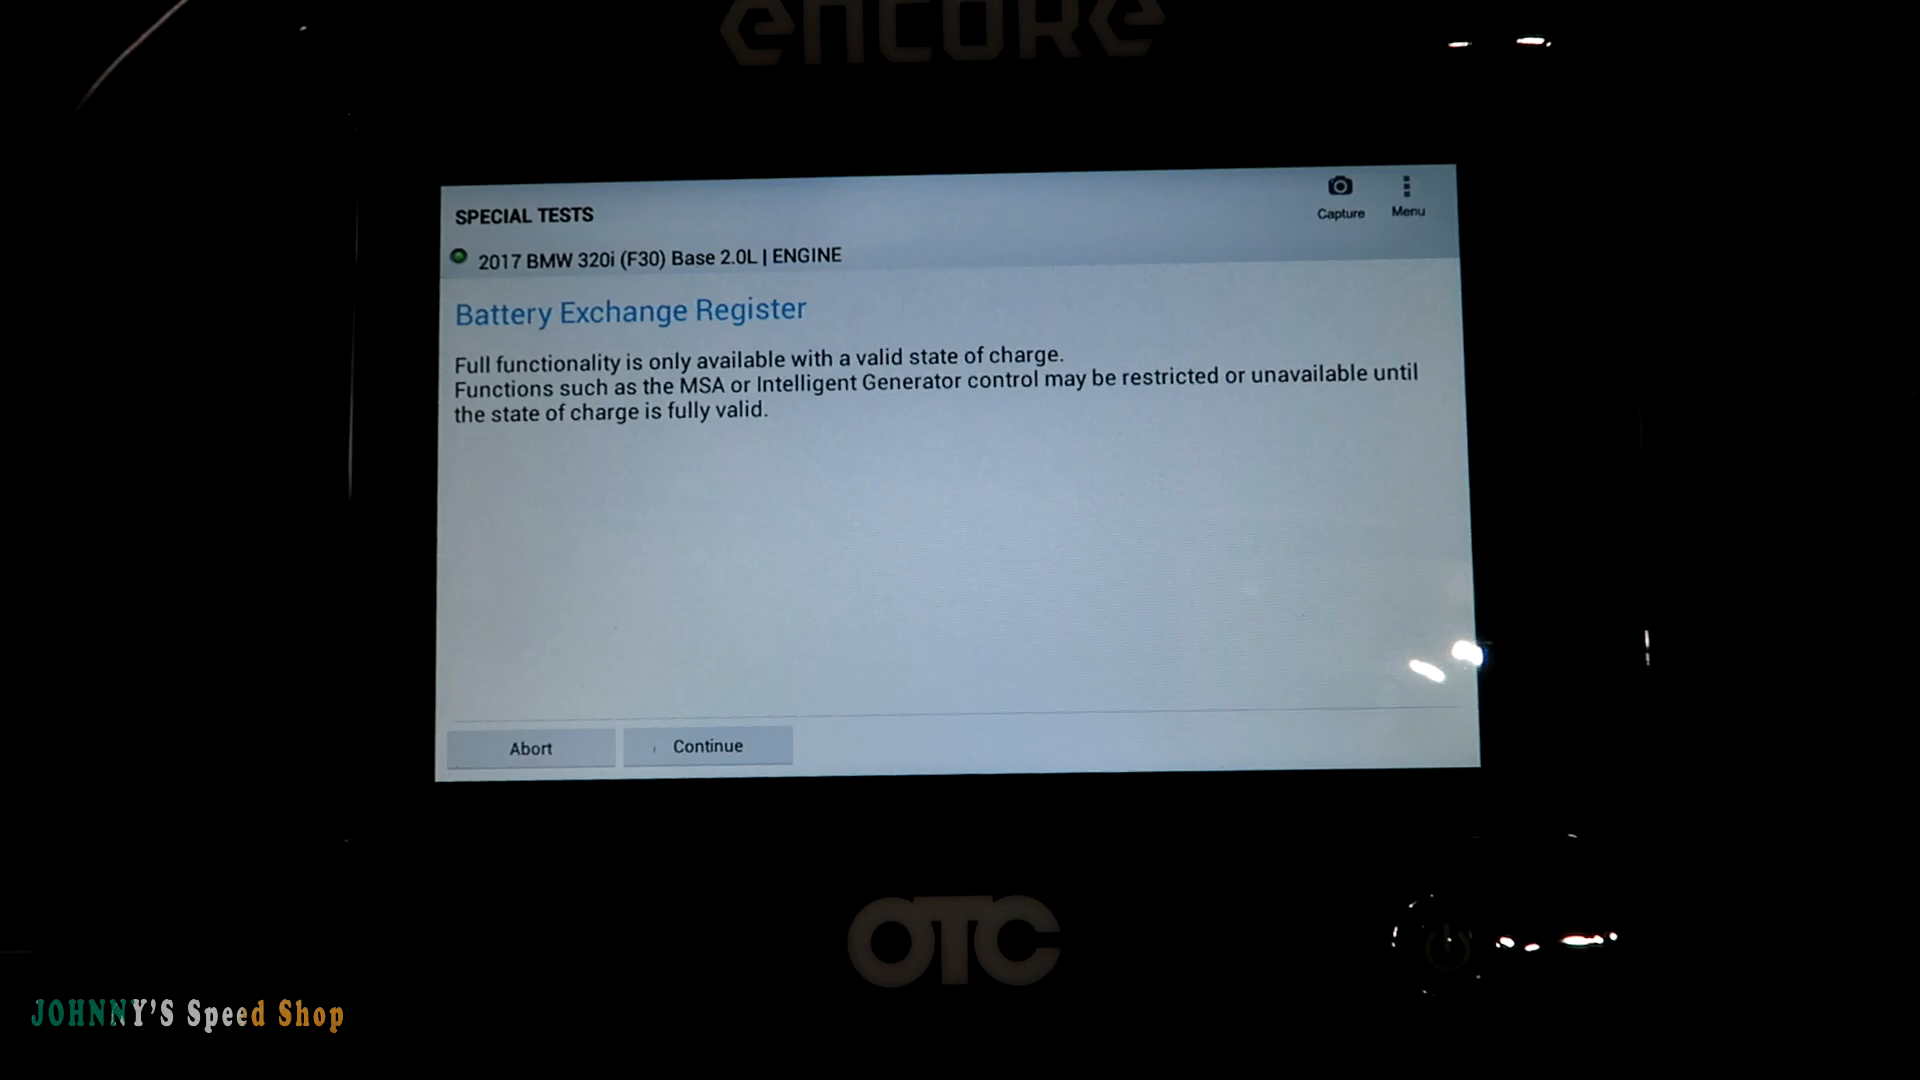 encore
Capture
Menu
SPECIAL TESTS
2017 BMW 320i (F30) Base 2.0L | ENGINE
Battery Exchange Register
Full functionality is only available with a valid state of charge.
Functions such as the MSA or Intelligent Generator control may be restricted or unavailable until
the state of charge is fully valid.
Abort
Continue
OTC
JOHNNY'S Speed Shop